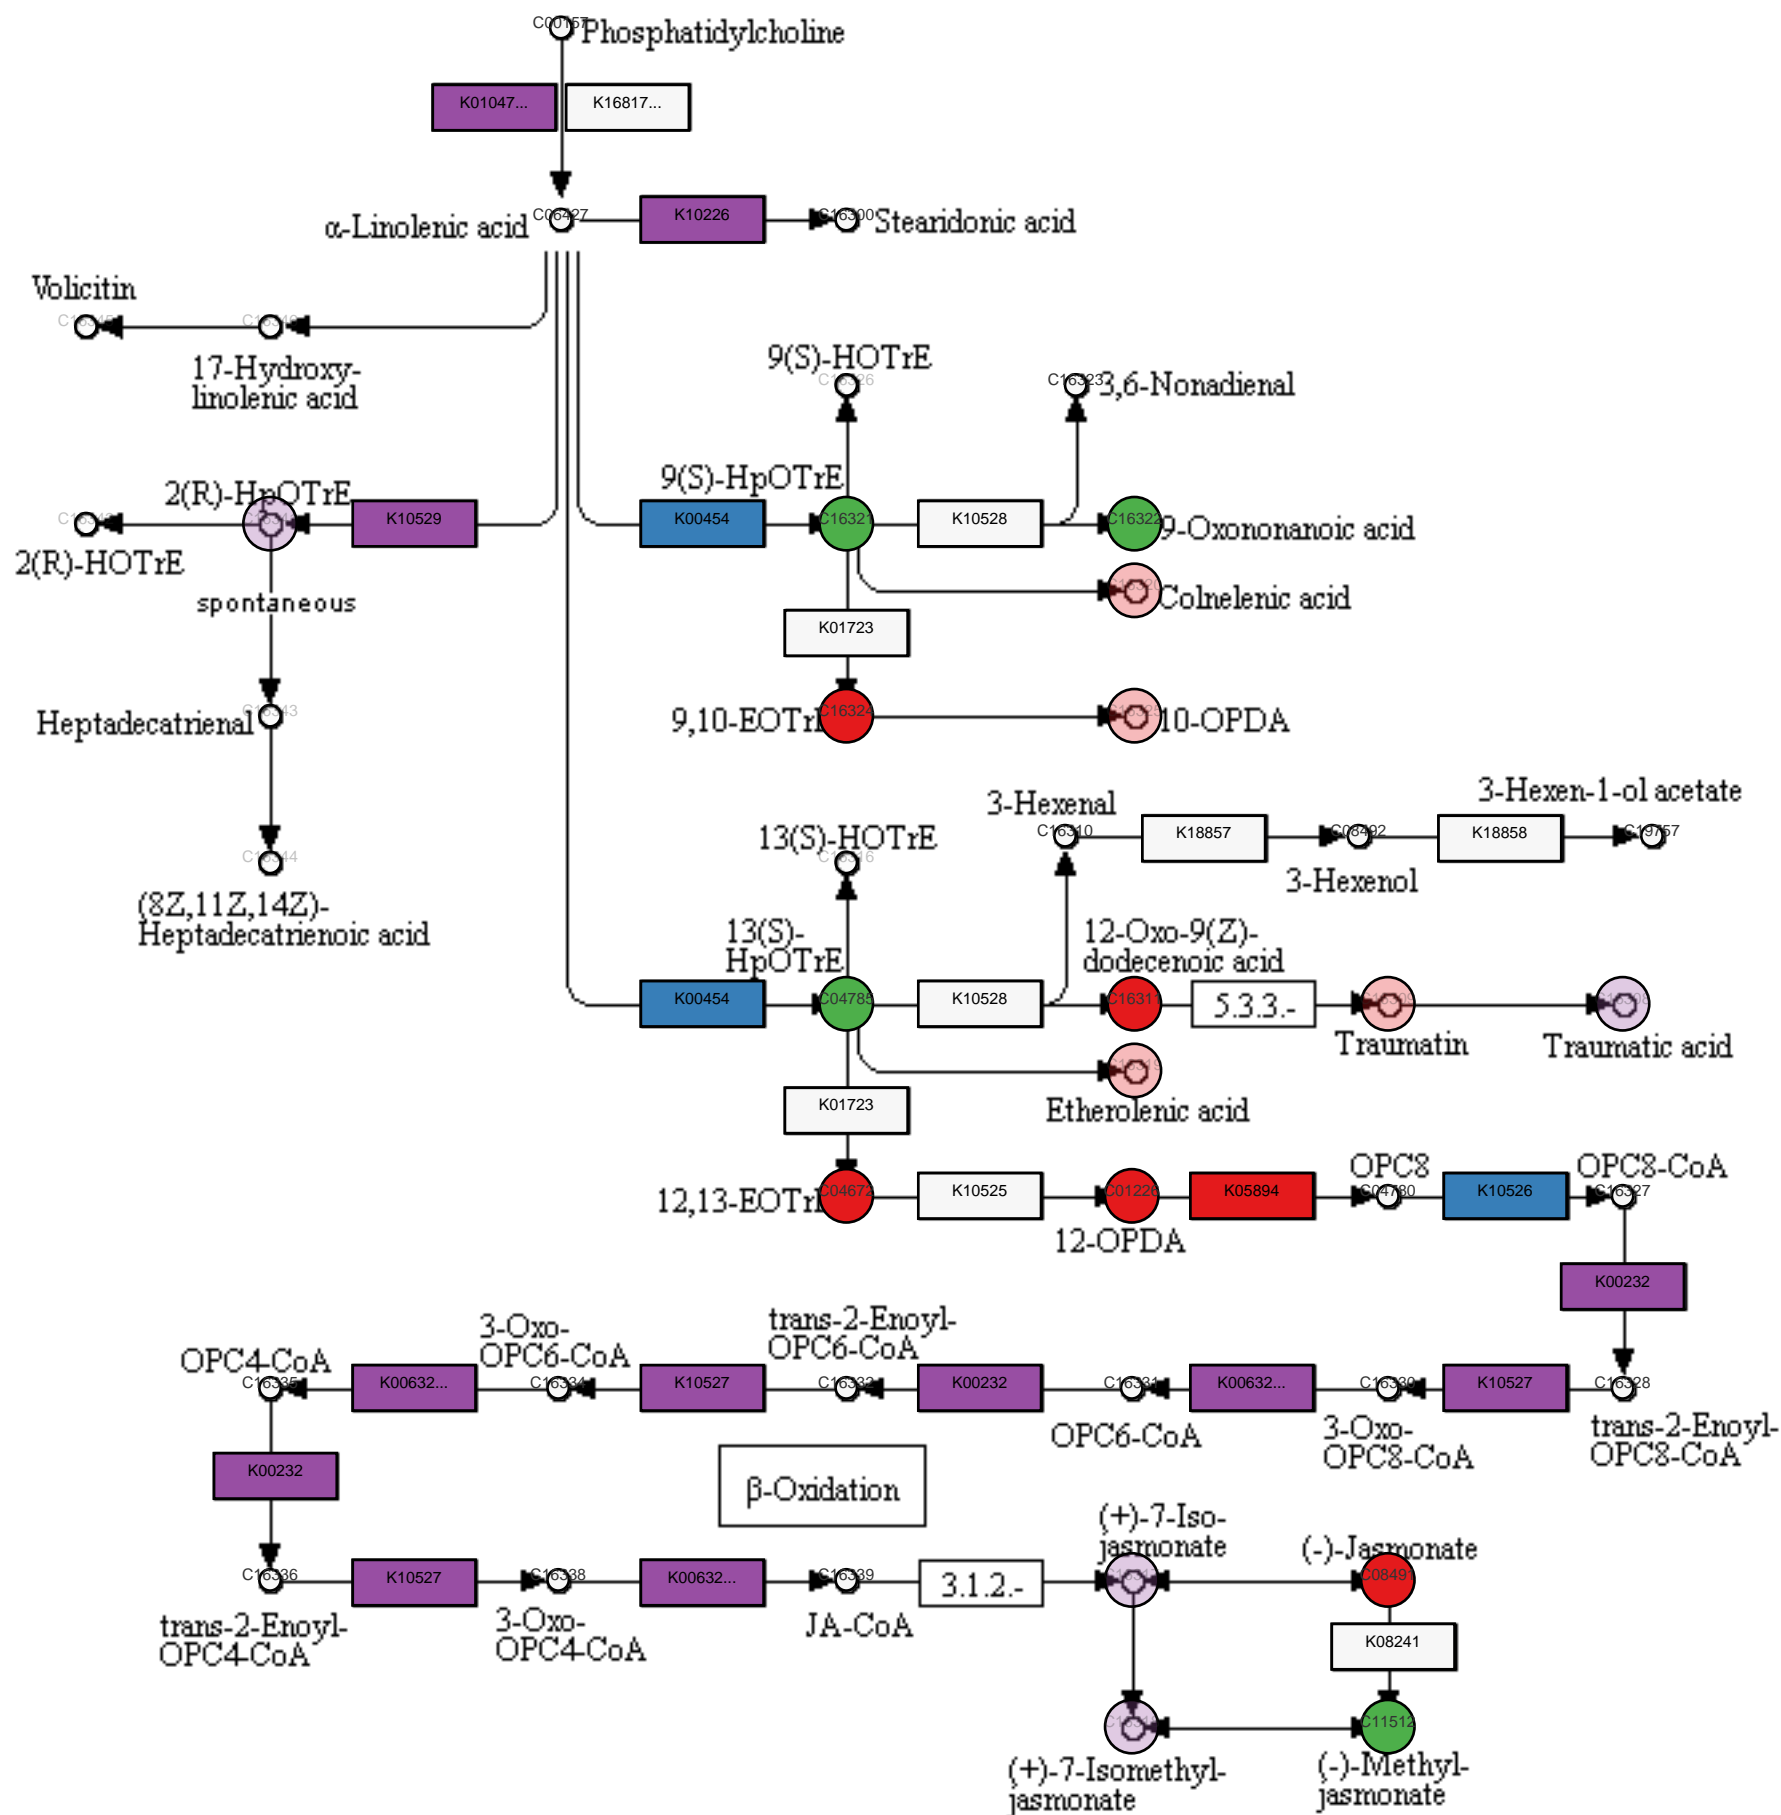 C00157
Phosphatidylcholine
K01047...
K16817...
α-Linolenic acid
C06427
K10226
C16300
Stearidonic acid
Volicitin
17-Hydroxy-
linolenic acid
9(S)-HOTrE
C16326
C16323
3,6-Nonadienal
2(R)-HpOTrE
K10529
2(R)-HOTrE
9(S)-HpOTrE
K00454
C16321
K10528
C16322
9-Oxononanoic acid
spontaneous
Colnelenic acid
K01723
Heptadecatrienal
C16343
9,10-EOTr
C16324
10-OPDA
C16344
(8Z,11Z,14Z)-
Heptadecatrienoic acid
3-Hexenal
C16310
K18857
C08492
3-Hexenol
K18858
3-Hexen-1-ol acetate
C19757
13(S)-HOTrE
C16316
13(S)-
HpOTrE
K00454
C04785
K10528
12-Oxo-9(Z)-
dodecenoic acid
C16311
5.3.3.-
Traumatin
Traumatic acid
Etherolenic acid
K01723
12,13-EOTr
C04672
K10525
C01226
12-OPDA
K05894
OPC8
C04780
K10526
OPC8-CoA
C16327
K00232
OPC4-CoA
C16335
K00632...
3-Oxo-
OPC6-CoA
C16334
K10527
trans-2-Enoyl-
OPC6-CoA
C16332
K00232
C16331
OPC6-CoA
K00632...
C16330
3-Oxo-
OPC8-CoA
K10527
C16328
trans-2-Enoyl-
OPC8-CoA
K00232
β-Oxidation
C16336
trans-2-Enoyl-
OPC4-CoA
K10527
C16338
3-Oxo-
OPC4-CoA
K00632...
C16339
JA-CoA
3.1.2.-
(+)-7-Iso-
jasmonate
(-)-Jasmonate
C08491
K08241
C11512
(+)-7-Isomethyl-
jasmonate
(-)-Methyl-
jasmonate